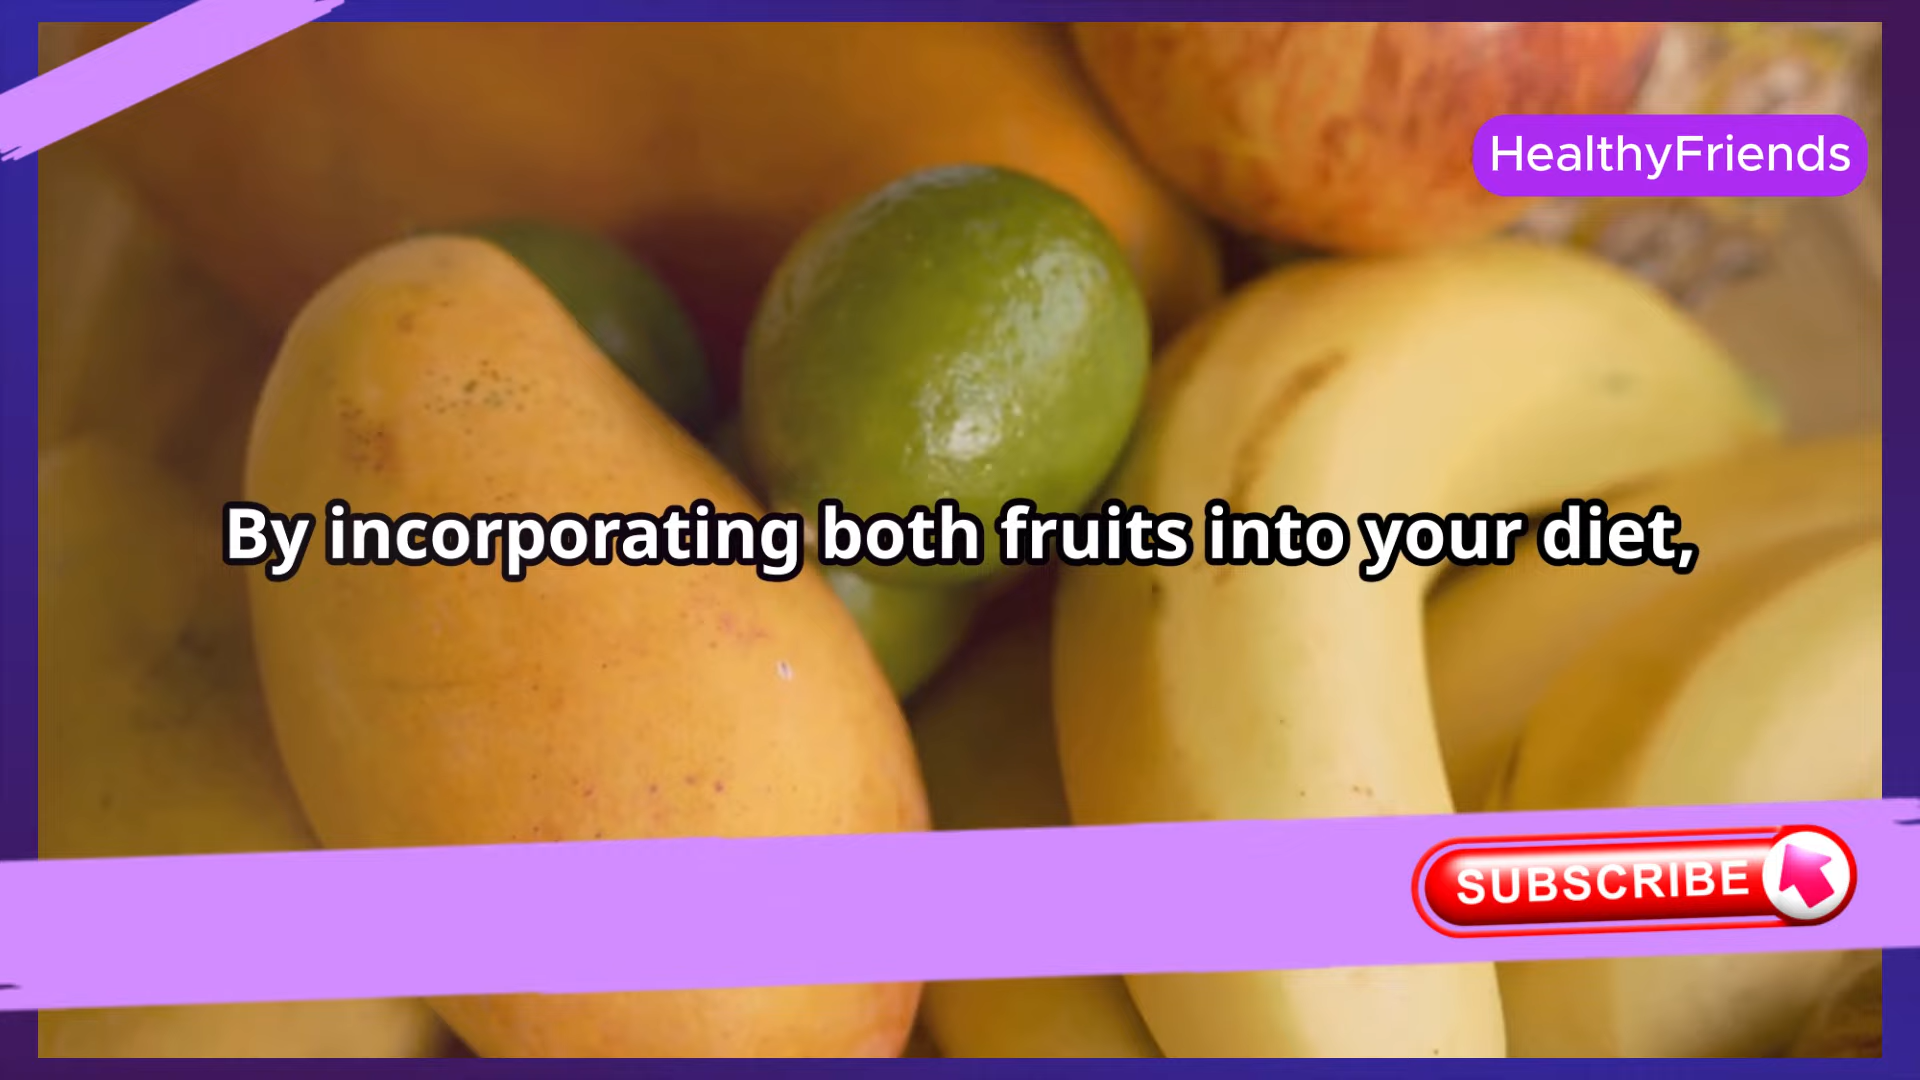 HealthyFriends
By incorporating both fruits into your diet,
SUBSCRIBE